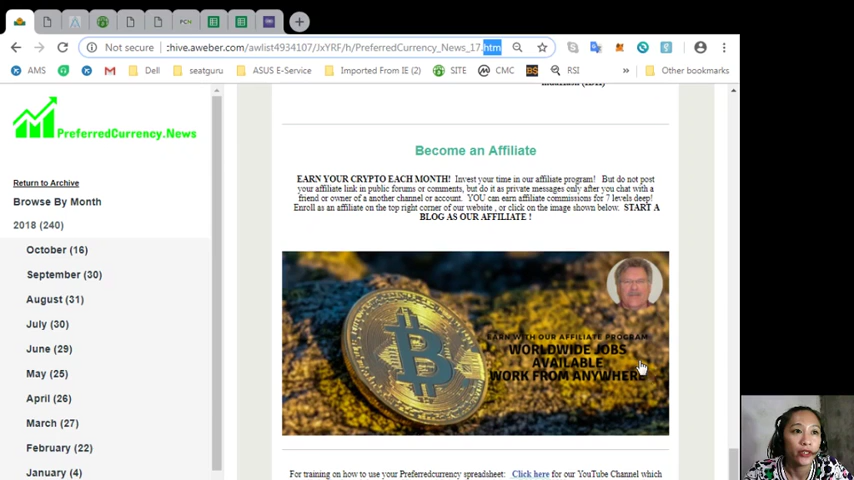 PCN
Not secure
:hive.aweber.com/awlist4934107/JxYRF/h/PreferredCurrency_News_17.htm
AMS
Dell
seatguru
ASUS E-Service
Imported From IE (2)
SITE
CMC
RSI
»
Other bookmarks
PreferredCurrency.News
Return to Archive
Browse By Month
2018 (240)
October (16)
September (30)
August (31)
July (30)
June (29)
May (25)
April (26)
March (27)
February (22)
January (4)
Become an Affiliate
EARN YOUR CRYPTO EACH MONTH! Invest your time in our affiliate program! But do not post
your affiliate link in public forums or comments, but do it as private messages only after you chat with a
friend or owner of a another channel or account. YOU can earn affiliate commissions for 7 levels deep!
Enroll as an affiliate on the top right corner of our website , or click on the image shown below. START A
BLOG AS OUR AFFILIATE !
EARN WITH OUR AFFILIATE PROGRAM
WORLDWIDE JOBS
AVAILABLE
WORK FROM ANYWHERE
For training on how to use your Preferredcurrency spreadsheet: Click here for our YouTube Channel which